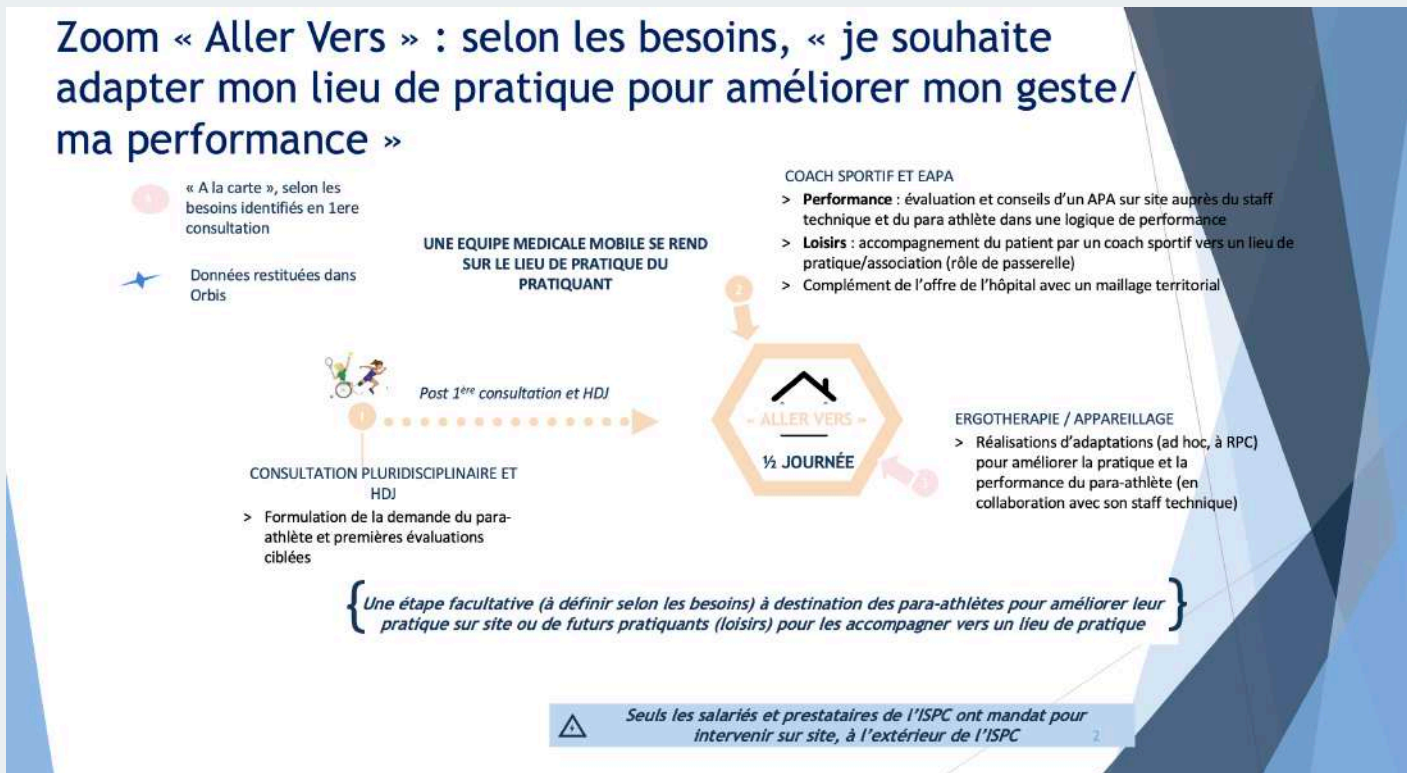 Zoom « Aller Vers » : selon les besoins, « je souhaite
adapter mon lieu de pratique pour améliorer mon geste/
ma performance »
« A la carte », selon les
besoins identifiés en 1ere
consultation
Données restituées dans
Orbis
UNE EQUIPE MEDICALE MOBILE SE REND
SUR LE LIEU DE PRATIQUE DU
PRATIQUANT
COACH SPORTIF ET EAPA
> Performance : évaluation et conseils d’un APA sur site auprès du staff
technique et du para athlète dans une logique de performance
> Loisirs : accompagnement du patient par un coach sportif vers un lieu de
pratique/association (rôle de passerelle)
> Complément de l’offre de l’hôpital avec un maillage territorial
2
1
Post 1ère consultation et HDJ
CONSULTATION PLURIDISCIPLINAIRE ET
HDJ
> Formulation de la demande du para-
athlète et premières évaluations
ciblées
« ALLER VERS »
½ JOURNÉE
3
ERGOTHERAPIE / APPAREILLAGE
> Réalisations d’adaptations (ad hoc, à RPC)
pour améliorer la pratique et la
performance du para-athlète (en
collaboration avec son staff technique)
{Une étape facultative (à définir selon les besoins) à destination des para-athlètes pour améliorer leur
pratique sur site ou de futurs pratiquants (loisirs) pour les accompagner vers un lieu de pratique}
Seuls les salariés et prestataires de l’ISPC ont mandat pour
intervenir sur site, à l’extérieur de l’ISPC
2